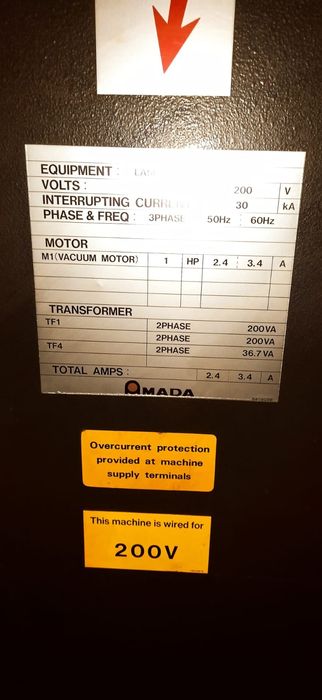 EQUIPMENT :
VOLTS : 200 V
INTERRUPTING CURRENT 30 kA
PHASE & FREQ : 3PHASE 50Hz : 60Hz
MOTOR
M1(VACUUM MOTOR) 1 HP 2.4 : 3.4 A
TRANSFORMER
TF1 2PHASE 200VA
2PHASE 200VA
TF4 2PHASE 36.7VA
TOTAL AMPS : 2.4 3.4 A
AMADA
Overcurrent protection
provided at machine
supply terminals
This machine is wired for
200V